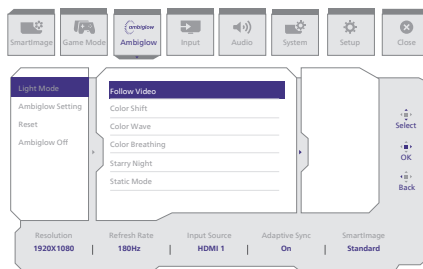 ambiglow
SmartImage
Game Mode
Ambiglow
Input
Audio
System
Setup
Close
Light Mode
Ambiglow Setting
Reset
Ambiglow Off
Follow Video
Color Shift
Color Wave
Color Breathing
Starry Night
Static Mode
Select
OK
Back
Resolution
Refresh Rate
Input Source
Adaptive Sync
SmartImage
1920X1080 | 180Hz | HDMI 1 | On | Standard